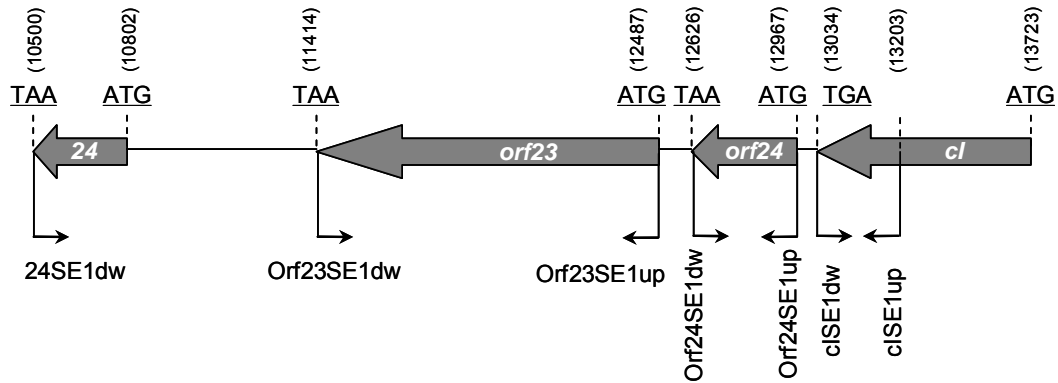 (10500) (10802) (11414) (12487) (12626) (12967) (13034) (13203) (13723)
TAA ATG TAA ATG TAA ATG TGA ATG
24 orf23 orf24 cI
24SE1dw Orf23SE1dw Orf23SE1up Orf24SE1dw Orf24SE1up cISE1dw cISE1up